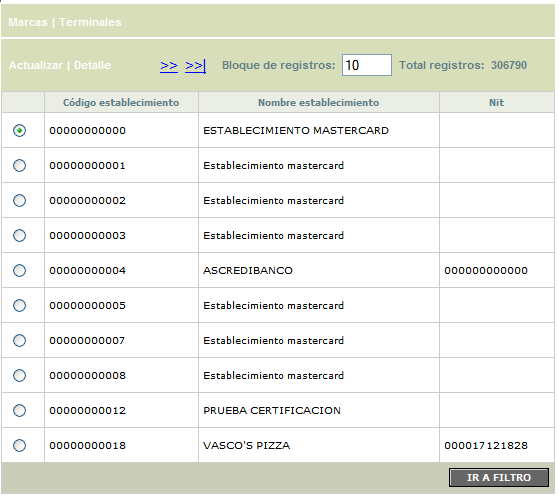 Marcas | Terminales
Actualizar | Detalle >> >>| Bloque de registros: 10 Total registros: 306790
Código establecimiento Nombre establecimiento Nit
00000000000 ESTABLECIMIENTO MASTERCARD
00000000001 Establecimiento mastercard
00000000002 Establecimiento mastercard
00000000003 Establecimiento mastercard
00000000004 ASCREDIBANCO 000000000000
00000000005 Establecimiento mastercard
00000000007 Establecimiento mastercard
00000000008 Establecimiento mastercard
00000000012 PRUEBA CERTIFICACION
00000000018 VASCO'S PIZZA 000017121828
IR A FILTRO